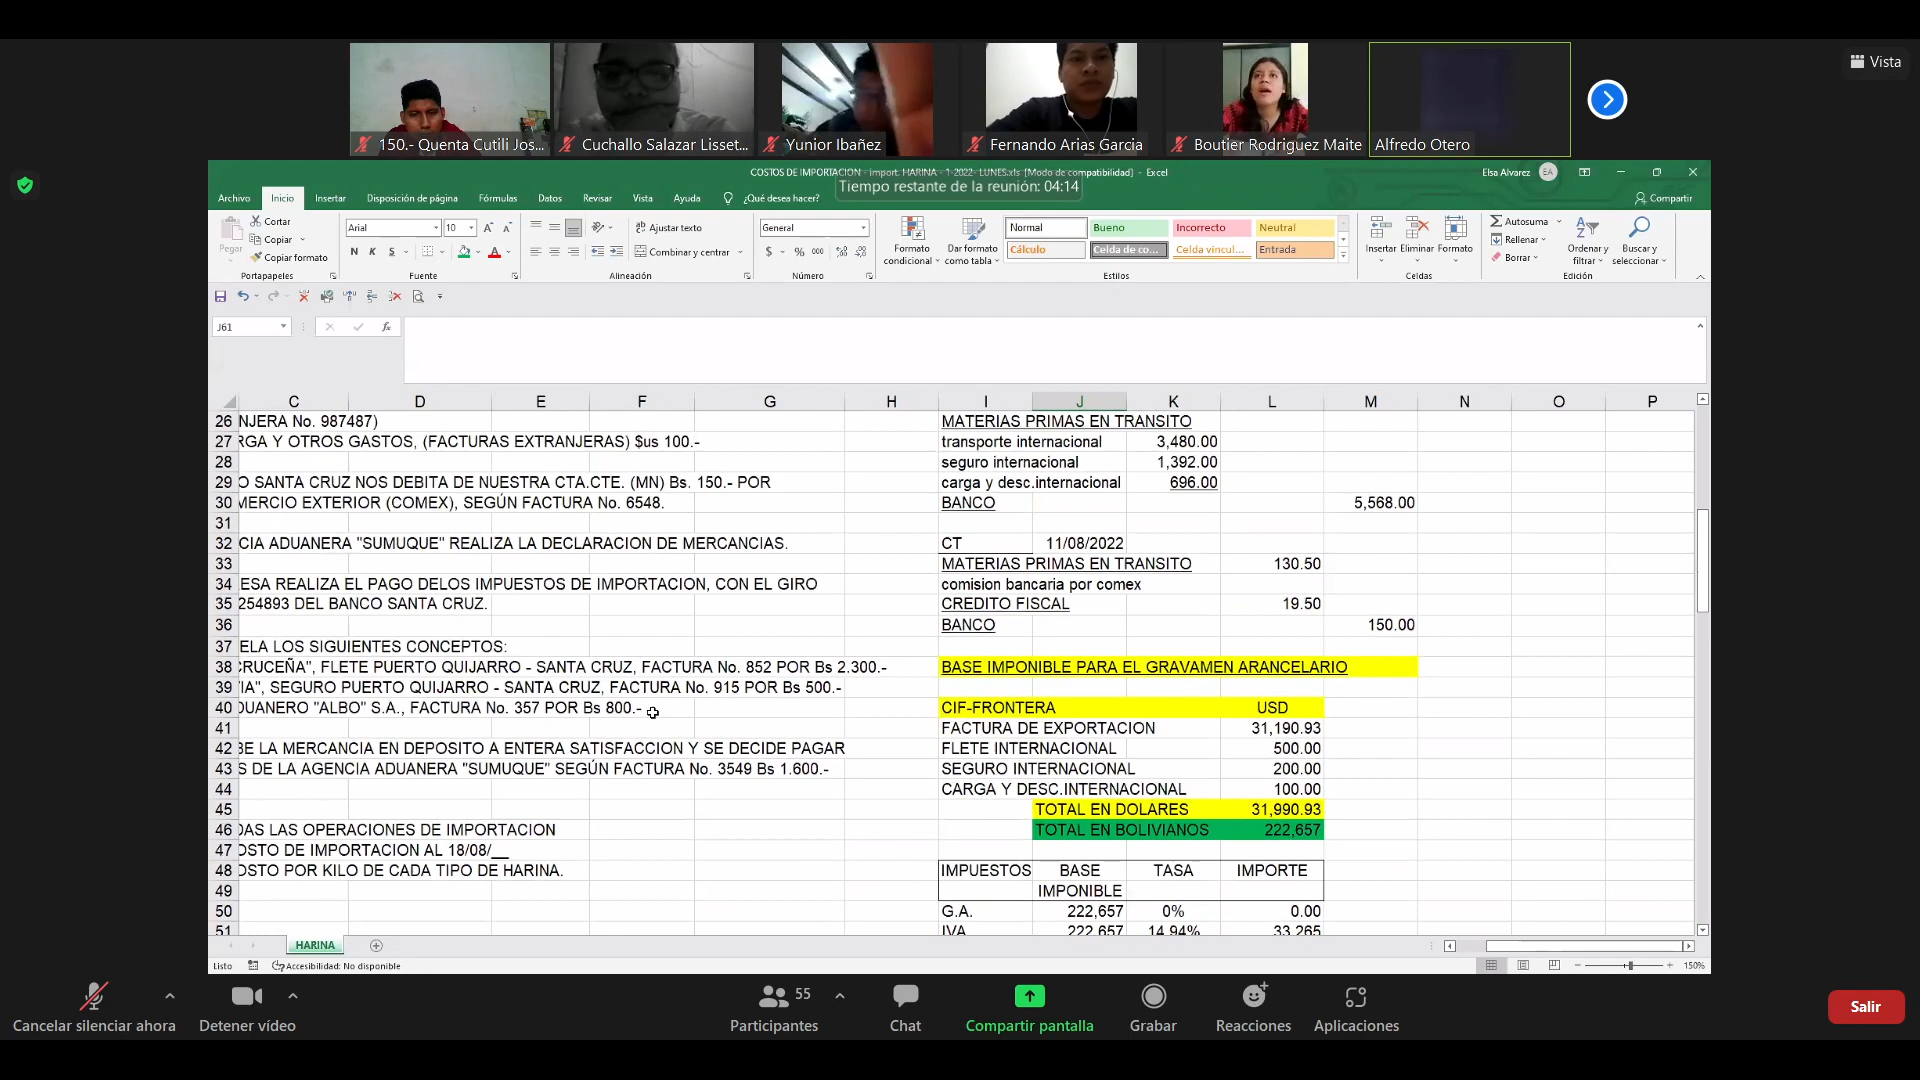 Vista
150.- Quenta Cutili Jos...
Cuchallo Salazar Lisset...
Yunior Ibañez
Fernando Arias Garcia
Boutier Rodriguez Maite
Alfredo Otero
COSTOS DE IMPORTACION - import. HARINA - 1-2022- LUNES.xls [Modo de compatibilidad] - Excel
Elsa Alvarez EA
Tiempo restante de la reunión: 04:14
Archivo Inicio Insertar Disposición de página Fórmulas Datos Revisar Vista Ayuda ¿Qué desea hacer? Compartir
Pegar
Cortar
Copiar
Copiar formato
Portapapeles
Arial 10
N K S
Fuente
Ajustar texto
Combinar y centrar
Alineación
General
$ % 000
Número
Formato condicional
Dar formato como tabla
Normal Bueno Incorrecto Neutral
Cálculo Celda de co... Celda vincul... Entrada
Estilos
Insertar Eliminar Formato
Celdas
Autosuma
Rellenar
Borrar
Ordenar y filtrar
Buscar y seleccionar
Edición
J61
fx
C D E F G H I J K L M N O P
26 NJERA No. 987487) MATERIAS PRIMAS EN TRANSITO
27 RGA Y OTROS GASTOS, (FACTURAS EXTRANJERAS) $us 100.- transporte internacional 3,480.00
28 seguro internacional 1,392.00
29 O SANTA CRUZ NOS DEBITA DE NUESTRA CTA.CTE. (MN) Bs. 150.- POR carga y desc.internacional 696.00
30 MERCIO EXTERIOR (COMEX), SEGÚN FACTURA No. 6548. BANCO 5,568.00
31
32 CIA ADUANERA "SUMUQUE" REALIZA LA DECLARACION DE MERCANCIAS. CT 11/08/2022
33 MATERIAS PRIMAS EN TRANSITO 130.50
34 ESA REALIZA EL PAGO DELOS IMPUESTOS DE IMPORTACION, CON EL GIRO comision bancaria por comex
35 254893 DEL BANCO SANTA CRUZ. CREDITO FISCAL 19.50
36 BANCO 150.00
37 ELA LOS SIGUIENTES CONCEPTOS:
38 CRUCEÑA", FLETE PUERTO QUIJARRO - SANTA CRUZ, FACTURA No. 852 POR Bs 2.300.- BASE IMPONIBLE PARA EL GRAVAMEN ARANCELARIO
39 IA", SEGURO PUERTO QUIJARRO - SANTA CRUZ, FACTURA No. 915 POR Bs 500.-
40 DUANERO "ALBO" S.A., FACTURA No. 357 POR Bs 800.- CIF-FRONTERA USD
41 FACTURA DE EXPORTACION 31,190.93
42 BE LA MERCANCIA EN DEPOSITO A ENTERA SATISFACCION Y SE DECIDE PAGAR FLETE INTERNACIONAL 500.00
43 S DE LA AGENCIA ADUANERA "SUMUQUE" SEGÚN FACTURA No. 3549 Bs 1.600.- SEGURO INTERNACIONAL 200.00
44 CARGA Y DESC.INTERNACIONAL 100.00
45 TOTAL EN DOLARES 31,990.93
46 DAS LAS OPERACIONES DE IMPORTACION TOTAL EN BOLIVIANOS 222,657
47 OSTO DE IMPORTACION AL 18/08/__
48 OSTO POR KILO DE CADA TIPO DE HARINA. IMPUESTOS BASE TASA IMPORTE
49 IMPONIBLE
50 G.A. 222,657 0% 0.00
51 IVA 222,657 14.94% 33,265
HARINA
Listo Accesibilidad: No disponible 150%
Cancelar silenciar ahora
Detener vídeo
55
Participantes
Chat
Compartir pantalla
Grabar
Reacciones
Aplicaciones
Salir